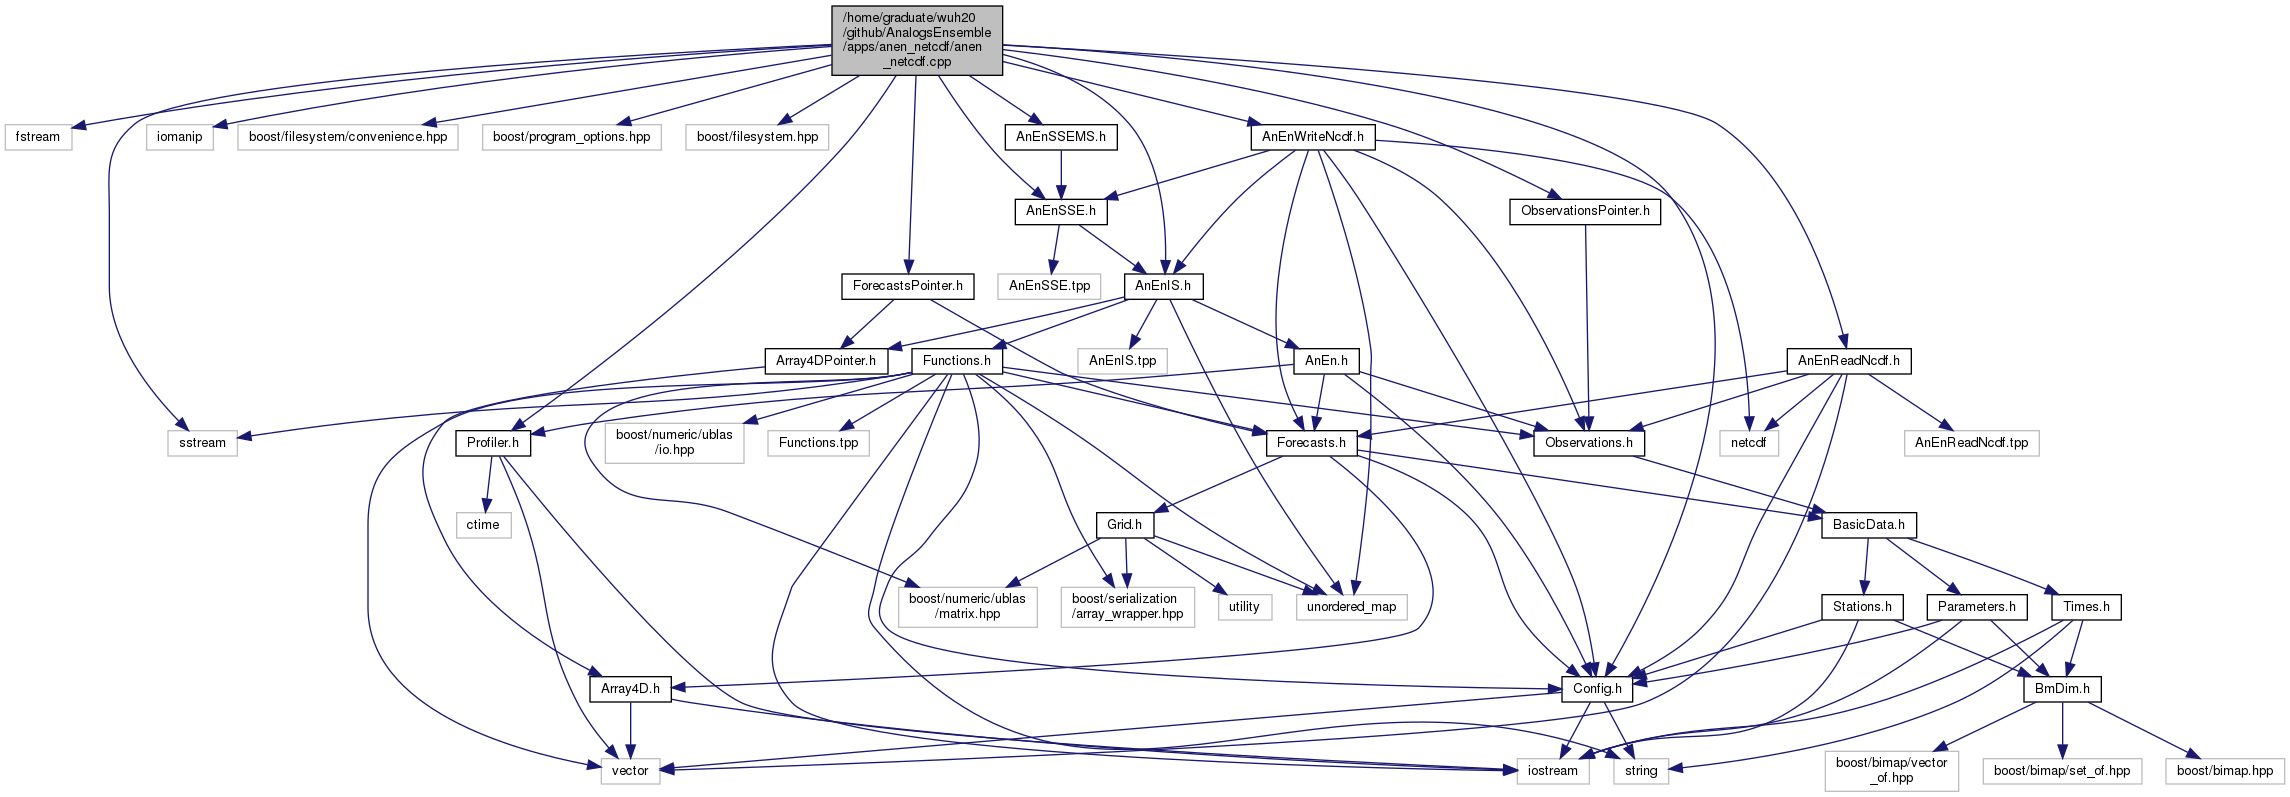 /home/graduate/wuh20
/github/AnalogsEnsemble
/apps/anen_netcdf/anen
_netcdf.cpp
fstream
iomanip
boost/filesystem/convenience.hpp
boost/program_options.hpp
boost/filesystem.hpp
AnEnSSEMS.h
AnEnWriteNcdf.h
AnEnSSE.h
ObservationsPointer.h
ForecastsPointer.h
AnEnSSE.tpp
AnEnIS.h
Array4DPointer.h
Functions.h
AnEnIS.tpp
AnEn.h
AnEnReadNcdf.h
sstream
Profiler.h
boost/numeric/ublas
/io.hpp
Functions.tpp
Forecasts.h
Observations.h
netcdf
AnEnReadNcdf.tpp
ctime
Grid.h
BasicData.h
boost/numeric/ublas
/matrix.hpp
boost/serialization
/array_wrapper.hpp
utility
unordered_map
Stations.h
Parameters.h
Times.h
Array4D.h
Config.h
BmDim.h
vector
iostream
string
boost/bimap/vector
_of.hpp
boost/bimap/set_of.hpp
boost/bimap.hpp